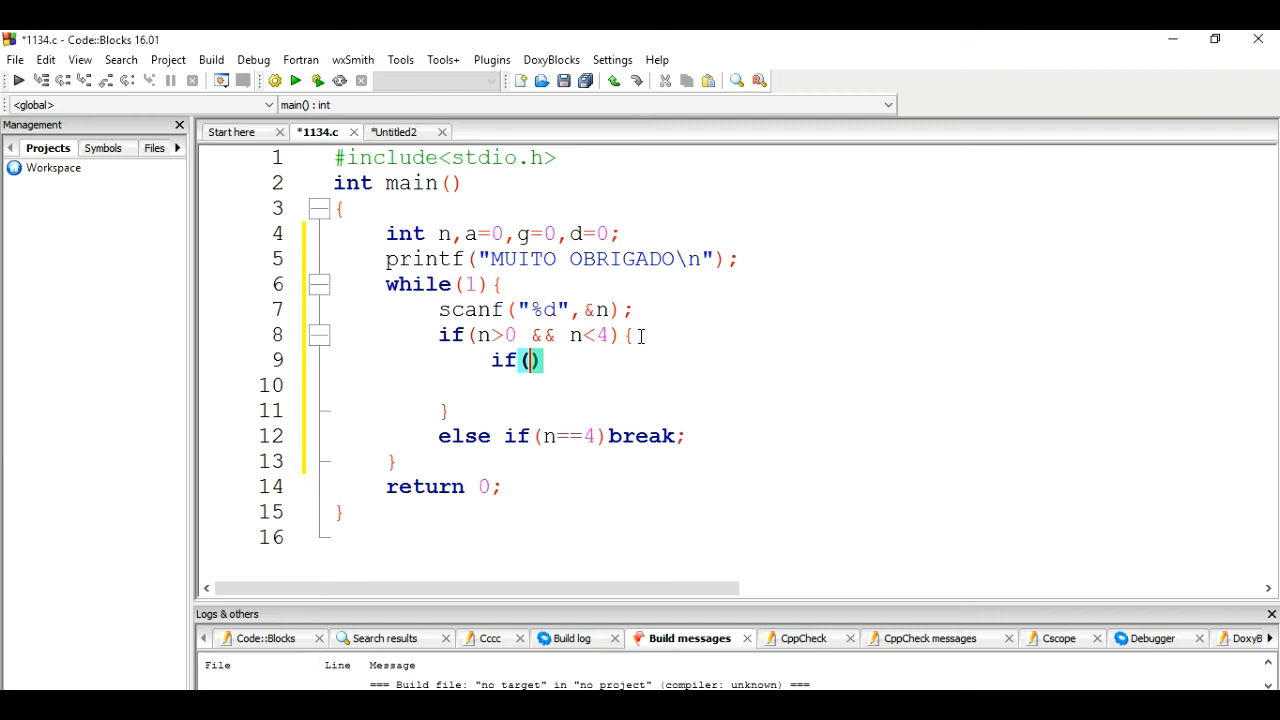 *1134.c - Code::Blocks 16.01
File Edit View Search Project Build Debug Fortran wxSmith Tools Tools+ Plugins DoxyBlocks Settings Help
<global> main() : int
Management
Start here *1134.c *Untitled2
Projects Symbols Files
Workspace
1 #include<stdio.h>
2 int main()
3 {
4 int n,a=0,g=0,d=0;
5 printf("MUITO OBRIGADO\n");
6 while(1){
7 scanf("%d",&n);
8 if(n>0 && n<4){
9 if()
10
11 }
12 else if(n==4)break;
13 }
14 return 0;
15 }
16
Logs & others
Code::Blocks Search results Cccc Build log Build messages CppCheck CppCheck messages Cscope Debugger DoxyB
File Line Message
=== Build file: "no target" in "no project" (compiler: unknown) ===